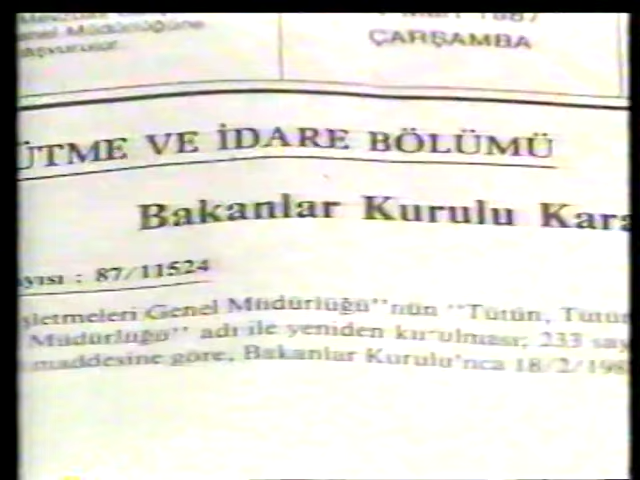 Müdürlüğüne
başvurulur.
ÇARŞAMBA
ÜTME VE İDARE BÖLÜMÜ
Bakanlar Kurulu Kara
ayısı : 87/11524
şletmeleri Genel Müdürlüğü"nün "Tütün, Tütün
Müdürlüğü" adı ile yeniden kurulması; 233 say
maddesine göre, Bakanlar Kurulu'nca 18/2/198